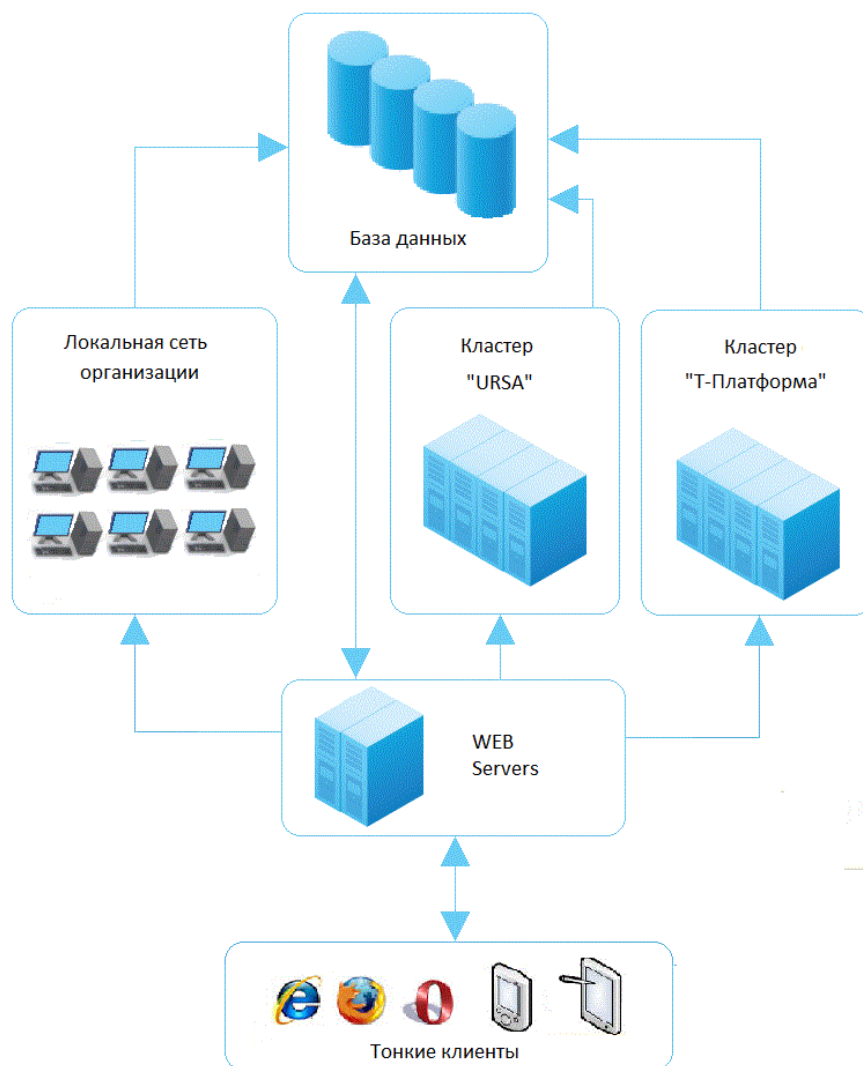 База данных
Локальная сеть
организации
Кластер
"URSA"
Кластер
"Т-Платформа"
WEB
Servers
Тонкие клиенты